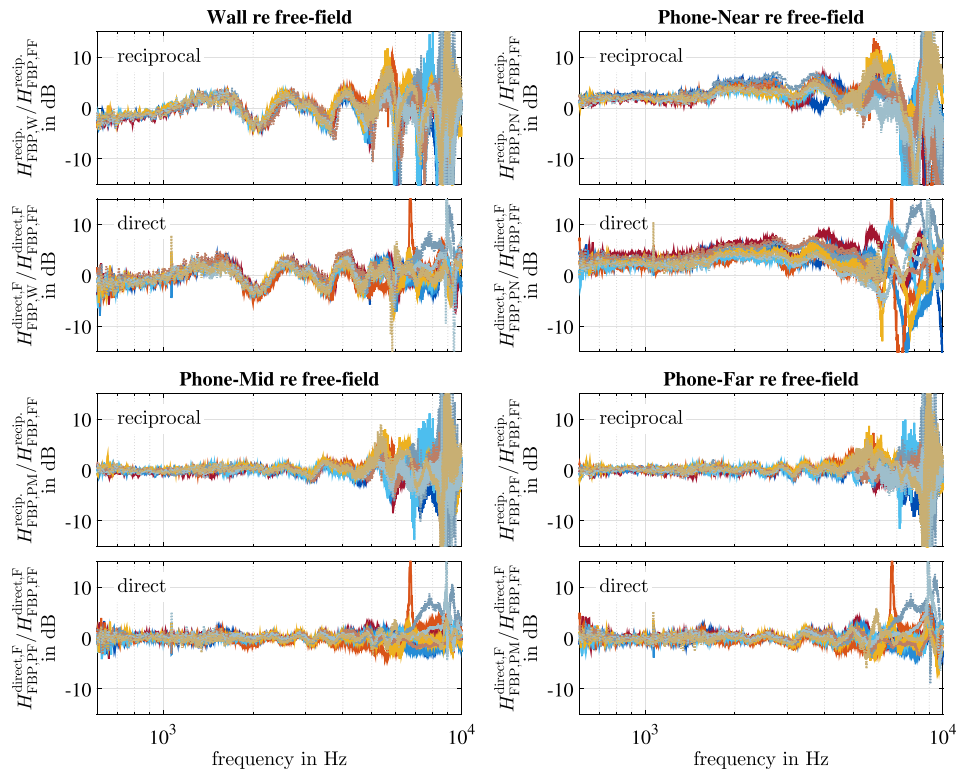 Wall re free-field
H^recip._FBP,W / H^recip._FBP,FF
in dB
10
0
-10
reciprocal
H^direct,F_FBP,W / H^direct,F_FBP,FF
in dB
10
0
-10
direct
Phone-Near re free-field
H^recip._FBP,PN / H^recip._FBP,FF
in dB
10
0
-10
reciprocal
H^direct,F_FBP,PN / H^direct,F_FBP,FF
in dB
10
0
-10
direct
Phone-Mid re free-field
H^recip._FBP,PM / H^recip._FBP,FF
in dB
10
0
-10
reciprocal
H^direct,F_FBP,PF / H^direct,F_FBP,FF
in dB
10
0
-10
direct
10^3
10^4
frequency in Hz
Phone-Far re free-field
H^recip._FBP,PF / H^recip._FBP,FF
in dB
10
0
-10
reciprocal
H^direct,F_FBP,PM / H^direct,F_FBP,FF
in dB
10
0
-10
direct
10^3
10^4
frequency in Hz